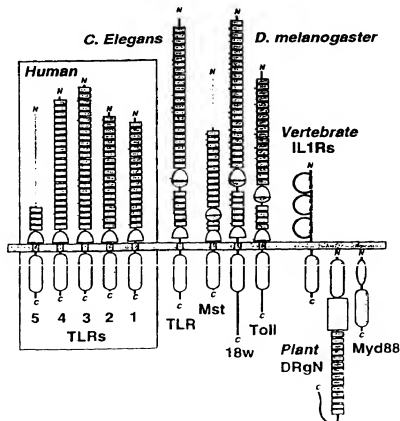 C. Elegans
D. melanogaster
Human
Vertebrate
IL1Rs
N
N
N
N
N
N
N
N
N
N
N
N
5 4 3 2 1
TLRs
TLR
Mst
18w
Toll
Plant
DRgN
Myd88
C
C
C
C
C
C
C
C
C
C
C
C